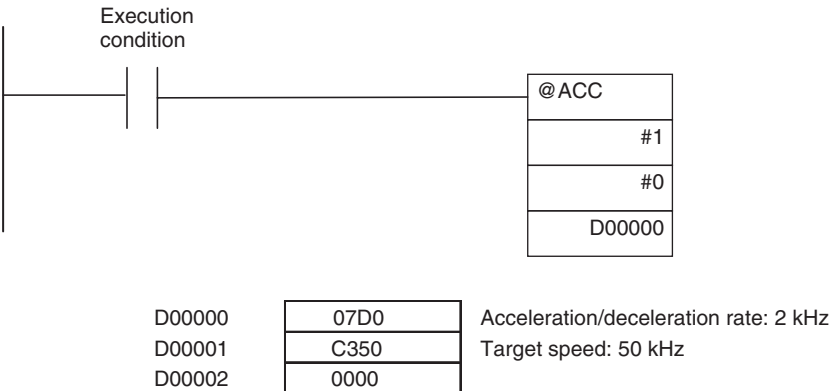 Execution
condition
@ACC
#1
#0
D00000
D00000 07D0 Acceleration/deceleration rate: 2 kHz
D00001 C350 Target speed: 50 kHz
D00002 0000